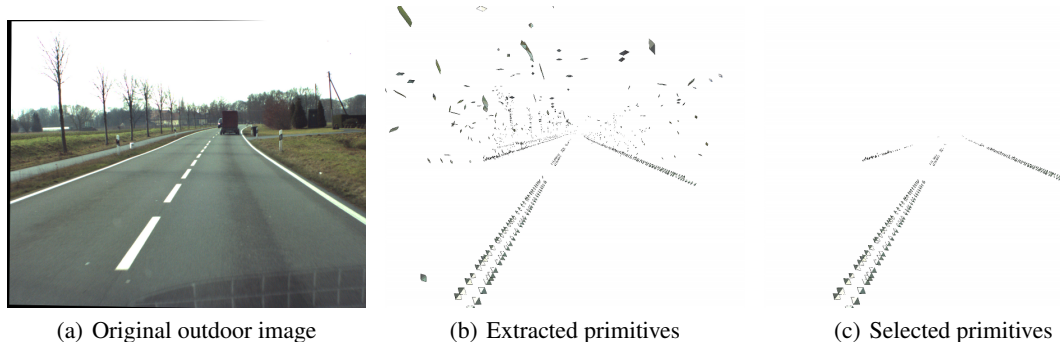 (a) Original outdoor image
(b) Extracted primitives
(c) Selected primitives